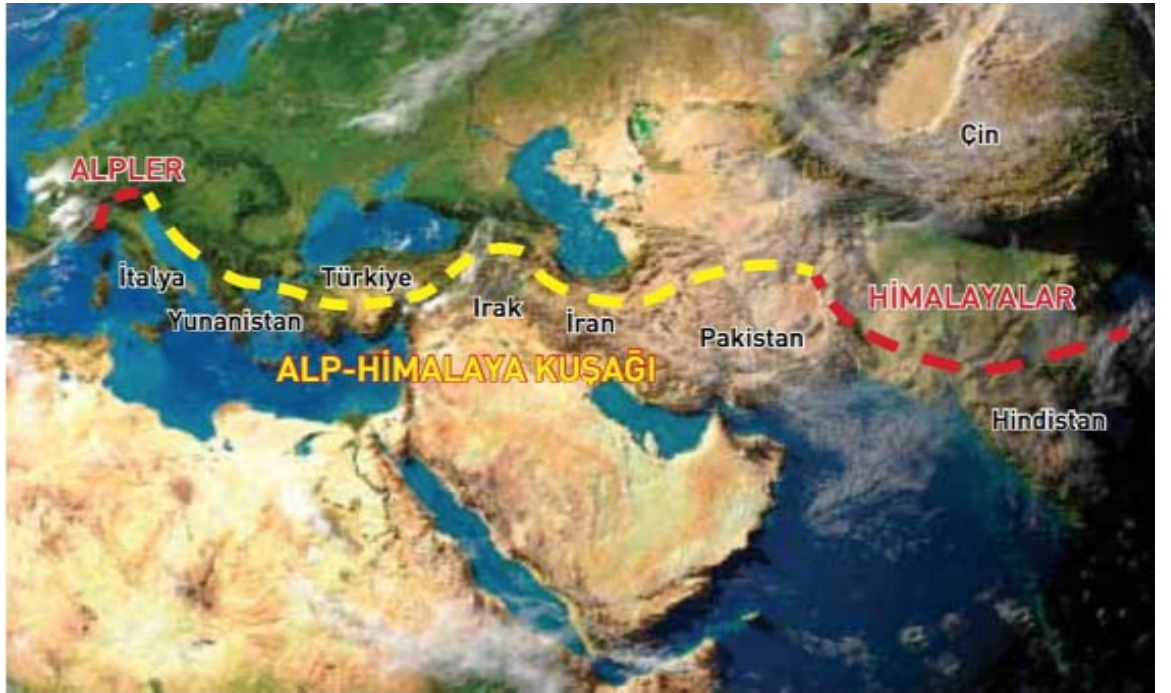 Çin
ALPLER
İtalya
Türkiye
Yunanistan
Irak
İran
Pakistan
HİMALAYALAR
ALP-HİMALAYA KUŞAĞI
Hindistan